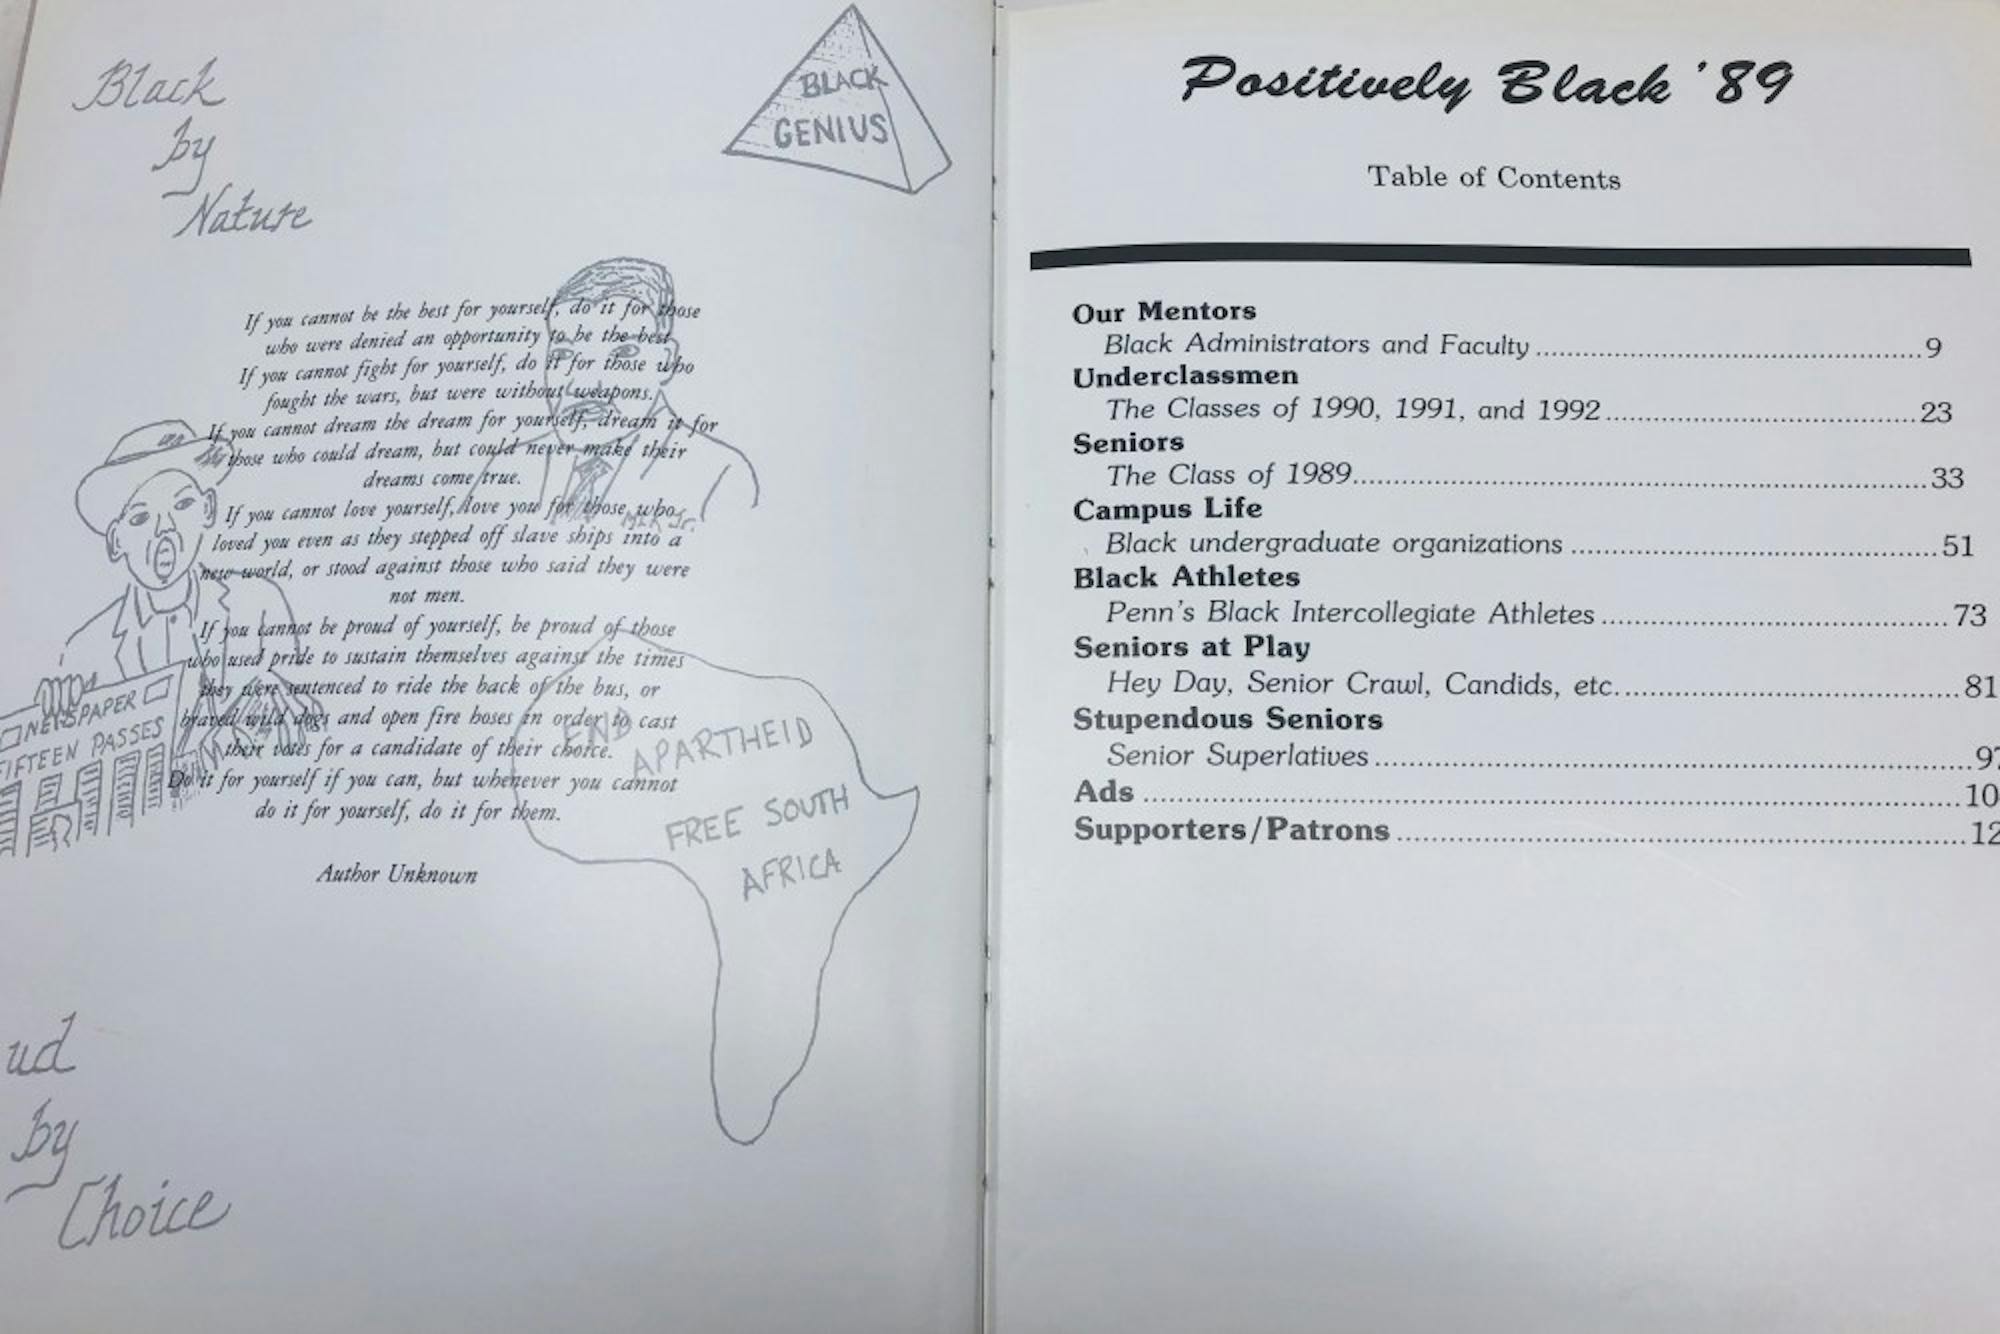 Black
by
Nature
BLACK
GENIUS
If you cannot be the best for yourself, do it for those
who were denied an opportunity to be the best.
If you cannot fight for yourself, do it for those who
fought the wars, but were without weapons.
If you cannot dream the dream for yourself, dream it for
those who could dream, but could never make their
dreams come true.
If you cannot love yourself, love you for those who
loved you even as they stepped off slave ships into a
new world, or stood against those who said they were
not men.
If you cannot be proud of yourself, be proud of those
who used pride to sustain themselves against the times
they were sentenced to ride the back of the bus, or
braved wild dogs and open fire hoses in order to cast
their votes for a candidate of their choice.
Do it for yourself if you can, but whenever you cannot
do it for yourself, do it for them.
Author Unknown
MLK Jr.
NEWSPAPER
FIFTEEN PASSES
END
APARTHEID
FREE SOUTH
AFRICA
ud
by
Choice
Positively Black '89
Table of Contents
Our Mentors
Black Administrators and Faculty 9
Underclassmen
The Classes of 1990, 1991, and 1992 23
Seniors
The Class of 1989 33
Campus Life
Black undergraduate organizations 51
Black Athletes
Penn's Black Intercollegiate Athletes 73
Seniors at Play
Hey Day, Senior Crawl, Candids, etc. 81
Stupendous Seniors
Senior Superlatives 97
Ads 10
Supporters/Patrons 12